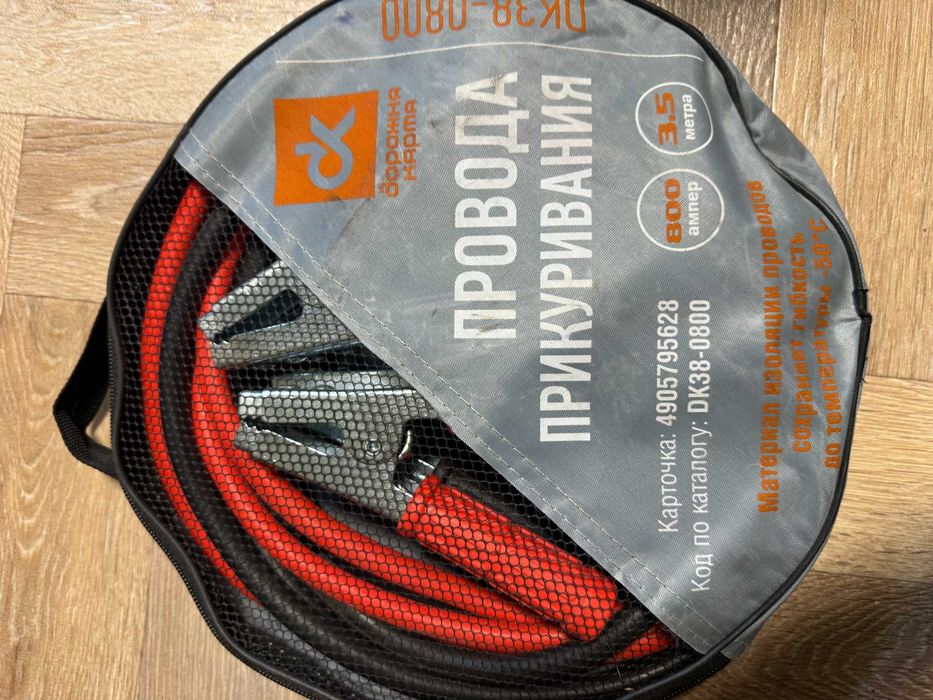 DK38-0800
дорожня
карта
ПРОВОДА
ПРИКУРИВАНИЯ
800
ампер
3.5
метра
Карточка: 4905795628
Код по каталогу: DK38-0800
Материал изоляции проводов
сохраняет гибкость
до температуры -50°C